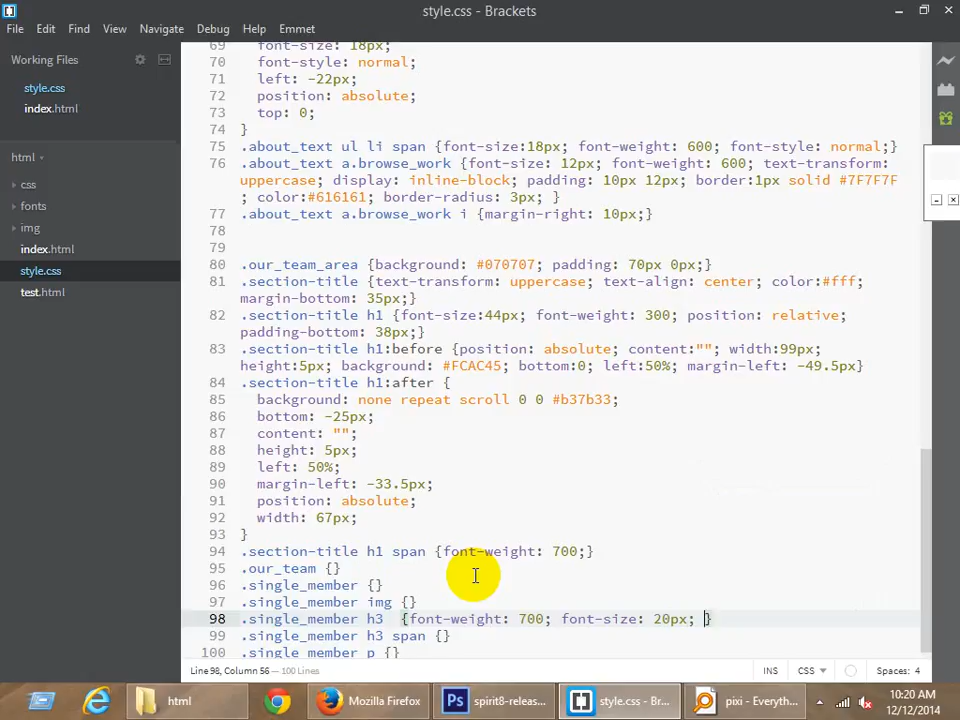 style.css - Brackets
File Edit Find View Navigate Debug Help Emmet
Working Files
style.css
index.html
html
css
fonts
img
index.html
style.css
test.html
69 font-size: 18px;
70 font-style: normal;
71 left: -22px;
72 position: absolute;
73 top: 0;
74 }
75 .about_text ul li span {font-size:18px; font-weight: 600; font-style: normal;}
76 .about_text a.browse_work {font-size: 12px; font-weight: 600; text-transform:
uppercase; display: inline-block; padding: 10px 12px; border:1px solid #7F7F7F
; color:#616161; border-radius: 3px; }
77 .about_text a.browse_work i {margin-right: 10px;}
78
79
80 .our_team_area {background: #070707; padding: 70px 0px;}
81 .section-title {text-transform: uppercase; text-align: center; color:#fff;
margin-bottom: 35px;}
82 .section-title h1 {font-size:44px; font-weight: 300; position: relative;
padding-bottom: 38px;}
83 .section-title h1:before {position: absolute; content:""; width:99px;
height:5px; background: #FCAC45; bottom:0; left:50%; margin-left: -49.5px}
84 .section-title h1:after {
85 background: none repeat scroll 0 0 #b37b33;
86 bottom: -25px;
87 content: "";
88 height: 5px;
89 left: 50%;
90 margin-left: -33.5px;
91 position: absolute;
92 width: 67px;
93 }
94 .section-title h1 span {font-weight: 700;}
95 .our_team {}
96 .single_member {}
97 .single_member img {}
98 .single_member h3 {font-weight: 700; font-size: 20px; }
99 .single_member h3 span {}
100 .single_member p {}
Line 98, Column 56 — 100 Lines
INS CSS Spaces: 4
html
Mozilla Firefox
Ps spirit8-releas...
style.css - Br...
pixi - Everyth...
10:20 AM
12/12/2014